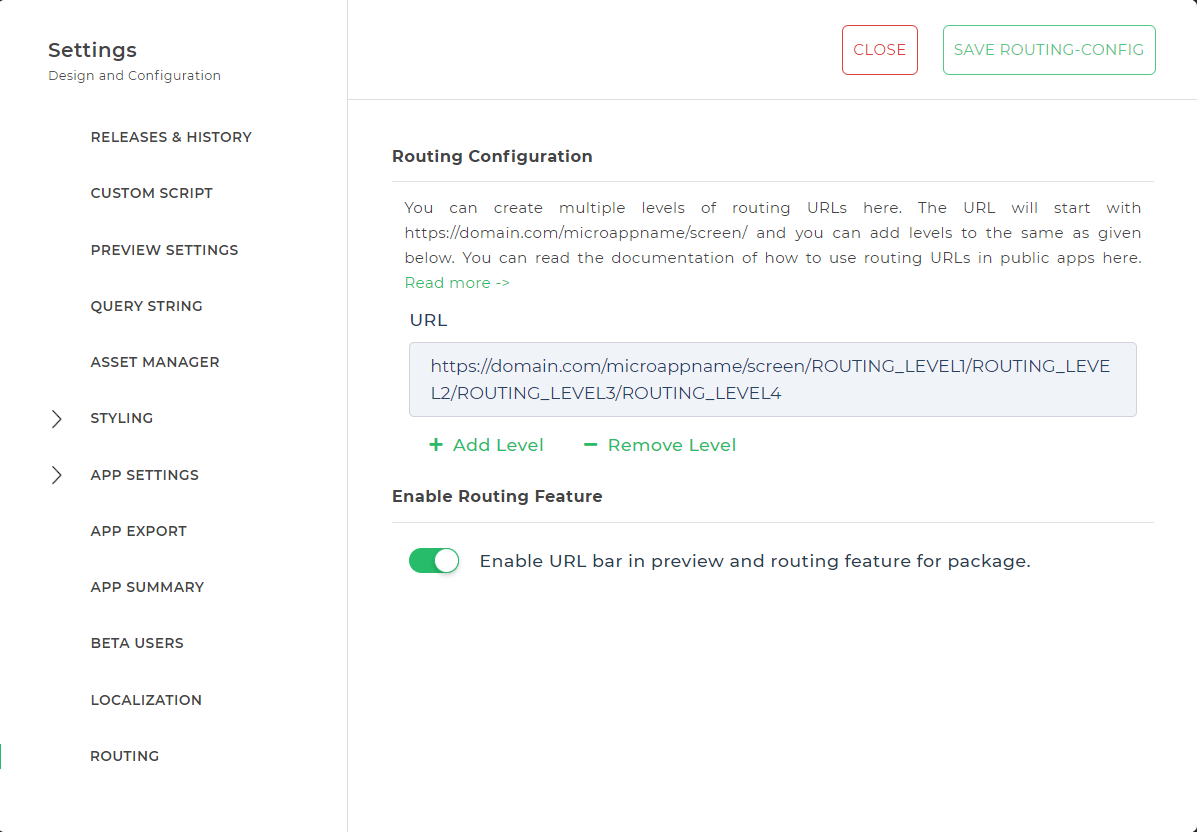 Settings
Design and Configuration
RELEASES & HISTORY
CUSTOM SCRIPT
PREVIEW SETTINGS
QUERY STRING
ASSET MANAGER
STYLING
APP SETTINGS
APP EXPORT
APP SUMMARY
BETA USERS
LOCALIZATION
ROUTING
CLOSE
SAVE ROUTING-CONFIG
Routing Configuration
You can create multiple levels of routing URLs here. The URL will start with
https://domain.com/microappname/screen/ and you can add levels to the same as given
below. You can read the documentation of how to use routing URLs in public apps here.
Read more ->
URL
https://domain.com/microappname/screen/ROUTING_LEVEL1/ROUTING_LEVE
L2/ROUTING_LEVEL3/ROUTING_LEVEL4
+ Add Level
− Remove Level
Enable Routing Feature
Enable URL bar in preview and routing feature for package.